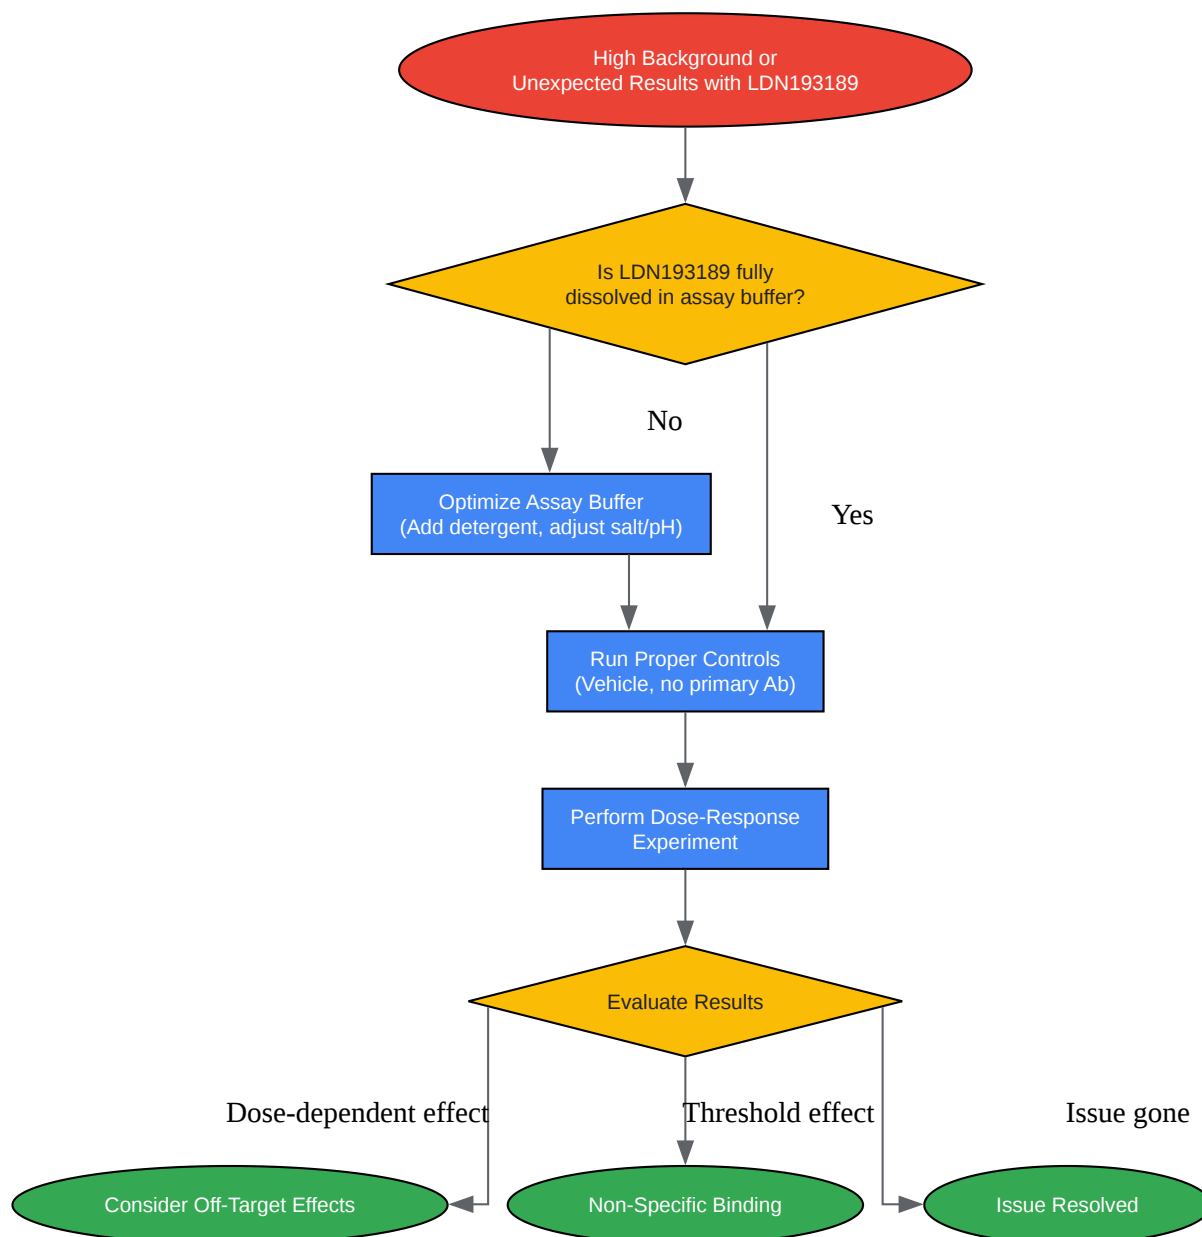 High Background or
Unexpected Results with LDN193189
Is LDN193189 fully
dissolved in assay buffer?
No
Optimize Assay Buffer
(Add detergent, adjust salt/pH)
Yes
Run Proper Controls
(Vehicle, no primary Ab)
Perform Dose-Response
Experiment
Evaluate Results
Dose-dependent effect
Threshold effect
Issue gone
Consider Off-Target Effects
Non-Specific Binding
Issue Resolved